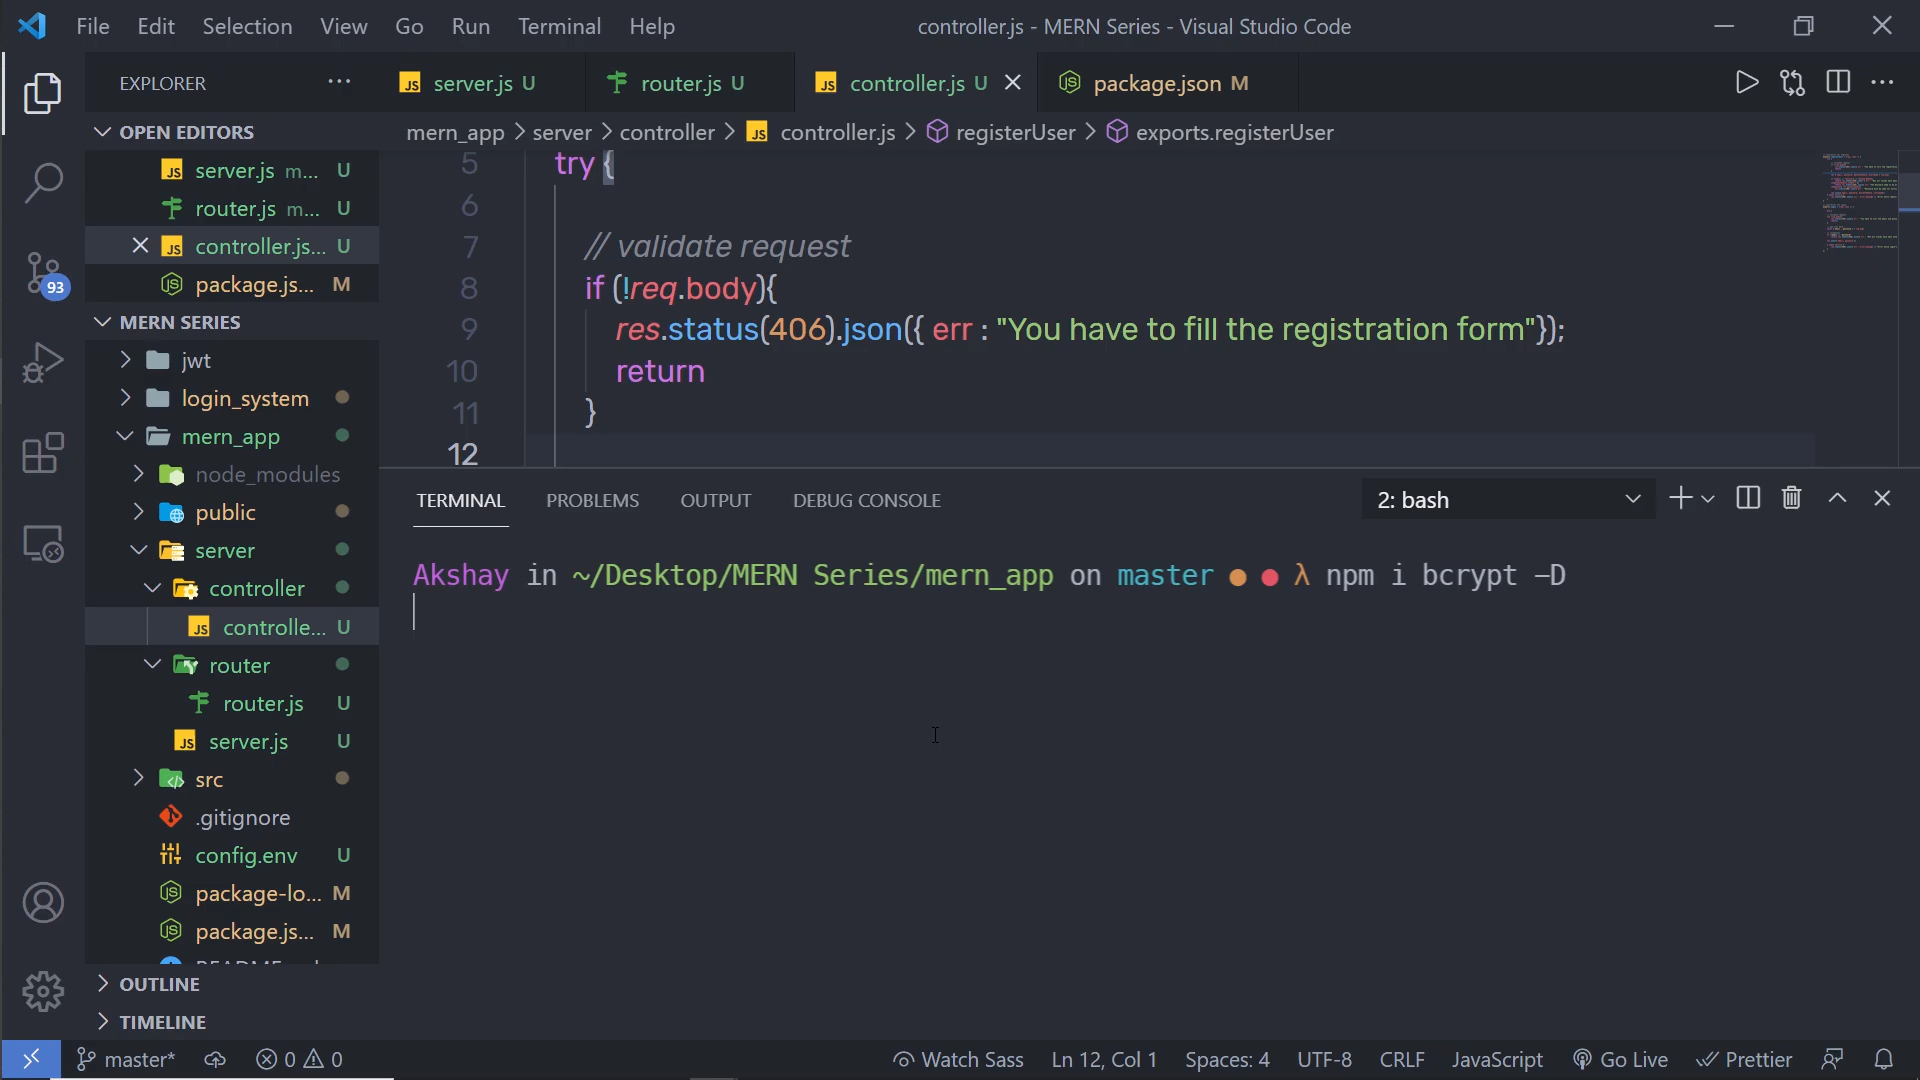 File Edit Selection View Go Run Terminal Help
controller.js - MERN Series - Visual Studio Code
EXPLORER
server.js U
router.js U
controller.js U
package.json M
OPEN EDITORS
server.js m... U
router.js m... U
controller.js... U
package.js... M
MERN SERIES
jwt
login_system
mern_app
node_modules
public
server
controller
controlle... U
router
router.js U
server.js U
src
.gitignore
config.env U
package-lo... M
package.js... M
OUTLINE
TIMELINE
93
mern_app > server > controller > JS controller.js > registerUser > exports.registerUser
5 try {
6
7 // validate request
8 if (!req.body){
9 res.status(406).json({ err : "You have to fill the registration form"});
10 return
11 }
12
TERMINAL PROBLEMS OUTPUT DEBUG CONSOLE
2: bash
Akshay in ~/Desktop/MERN Series/mern_app on master ● ● λ npm i bcrypt -D
master* 0 0
Watch Sass Ln 12, Col 1 Spaces: 4 UTF-8 CRLF JavaScript Go Live Prettier